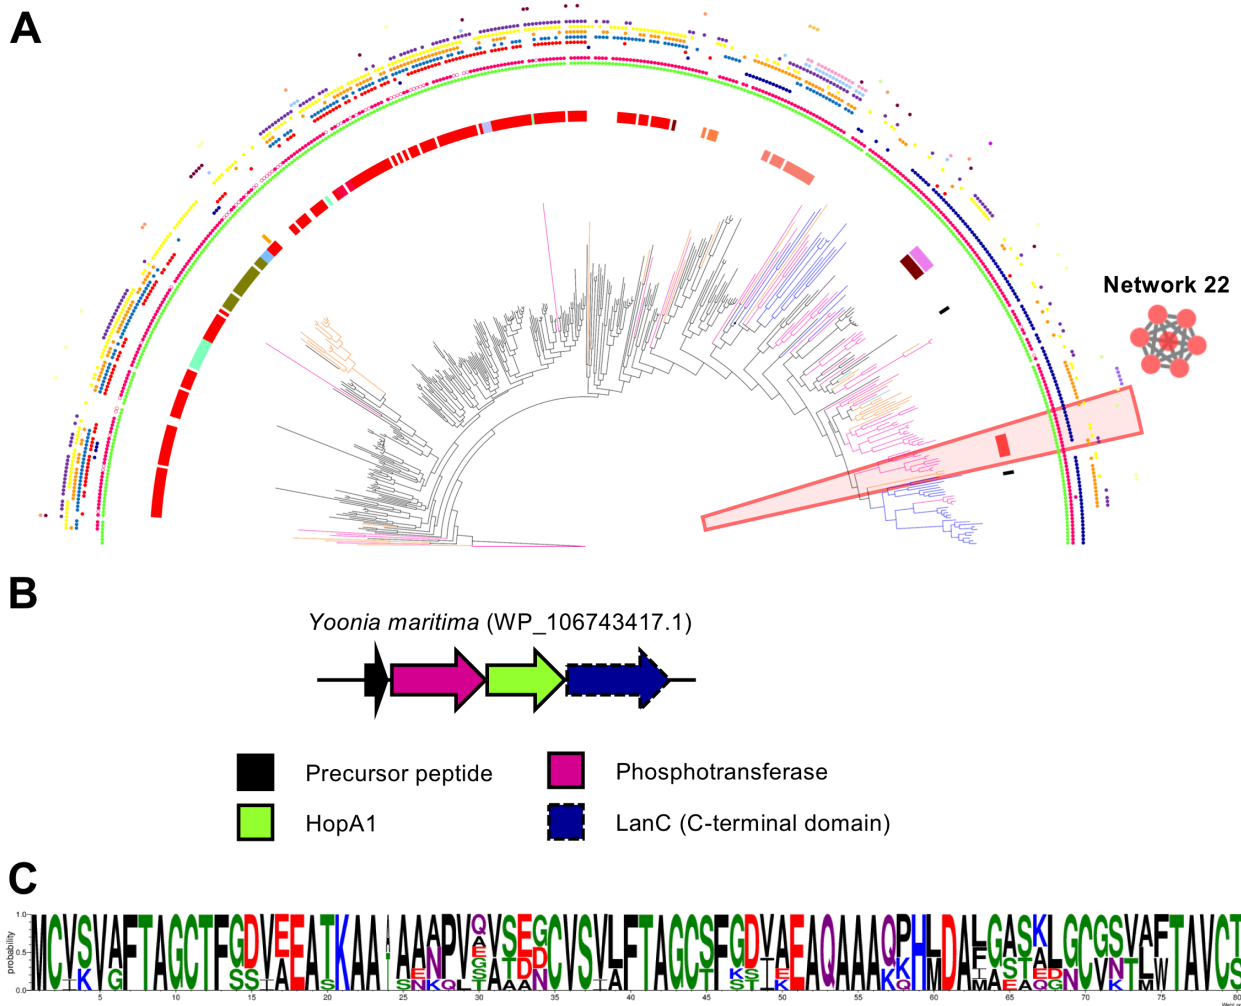 A
Network 22
B
Yoonia maritima (WP_106743417.1)
Precursor peptide
Phosphotransferase
HopA1
LanC (C-terminal domain)
C
probability
1.0
0.5
0.0
5 10 15 20 25 30 35 40 45 50 55 60 65 70 75 80